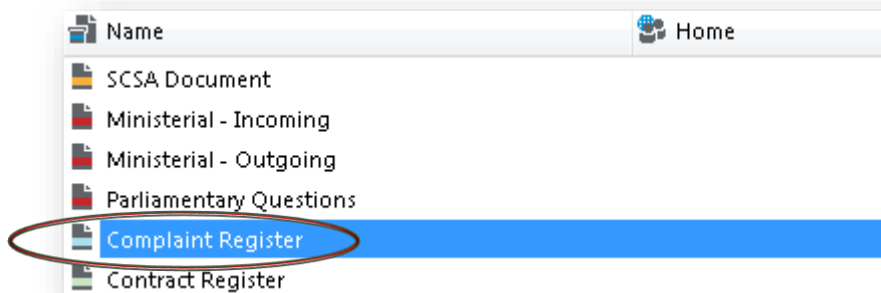 Name Home
SCSA Document
Ministerial - Incoming
Ministerial - Outgoing
Parliamentary Questions
Complaint Register
Contract Register